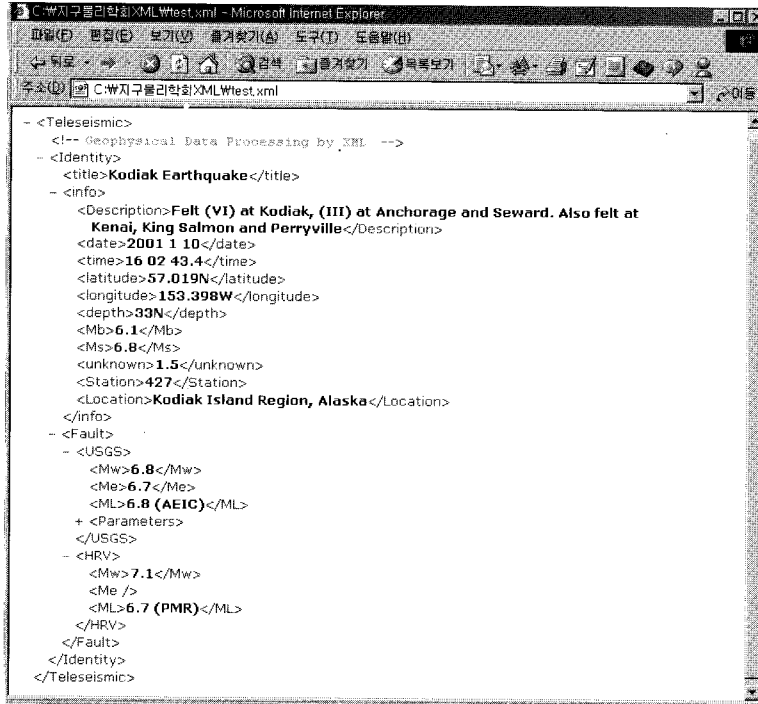 C:₩지구물리학회XML₩test.xml - Microsoft Internet Explorer
파일(F) 편집(E) 보기(V) 즐겨찾기(A) 도구(T) 도움말(H)
뒤로 검색 즐겨찾기 목록보기
주소(D) C:₩지구물리학회XML₩test.xml 이동
- <Teleseismic>
<!-- Geophysical Data Processing by XML -->
- <Identity>
<title>Kodiak Earthquake</title>
- <info>
<Description>Felt (VI) at Kodiak, (III) at Anchorage and Seward. Also felt at
Kenai, King Salmon and Perryville</Description>
<date>2001 1 10</date>
<time>16 02 43.4</time>
<latitude>57.019N</latitude>
<longitude>153.398W</longitude>
<depth>33N</depth>
<Mb>6.1</Mb>
<Ms>6.8</Ms>
<unknown>1.5</unknown>
<Station>427</Station>
<Location>Kodiak Island Region, Alaska</Location>
</info>
- <Fault>
- <USGS>
<Mw>6.8</Mw>
<Me>6.7</Me>
<ML>6.8 (AEIC)</ML>
+ <Parameters>
</USGS>
- <HRV>
<Mw>7.1</Mw>
<Me />
<ML>6.7 (PMR)</ML>
</HRV>
</Fault>
</Identity>
</Teleseismic>